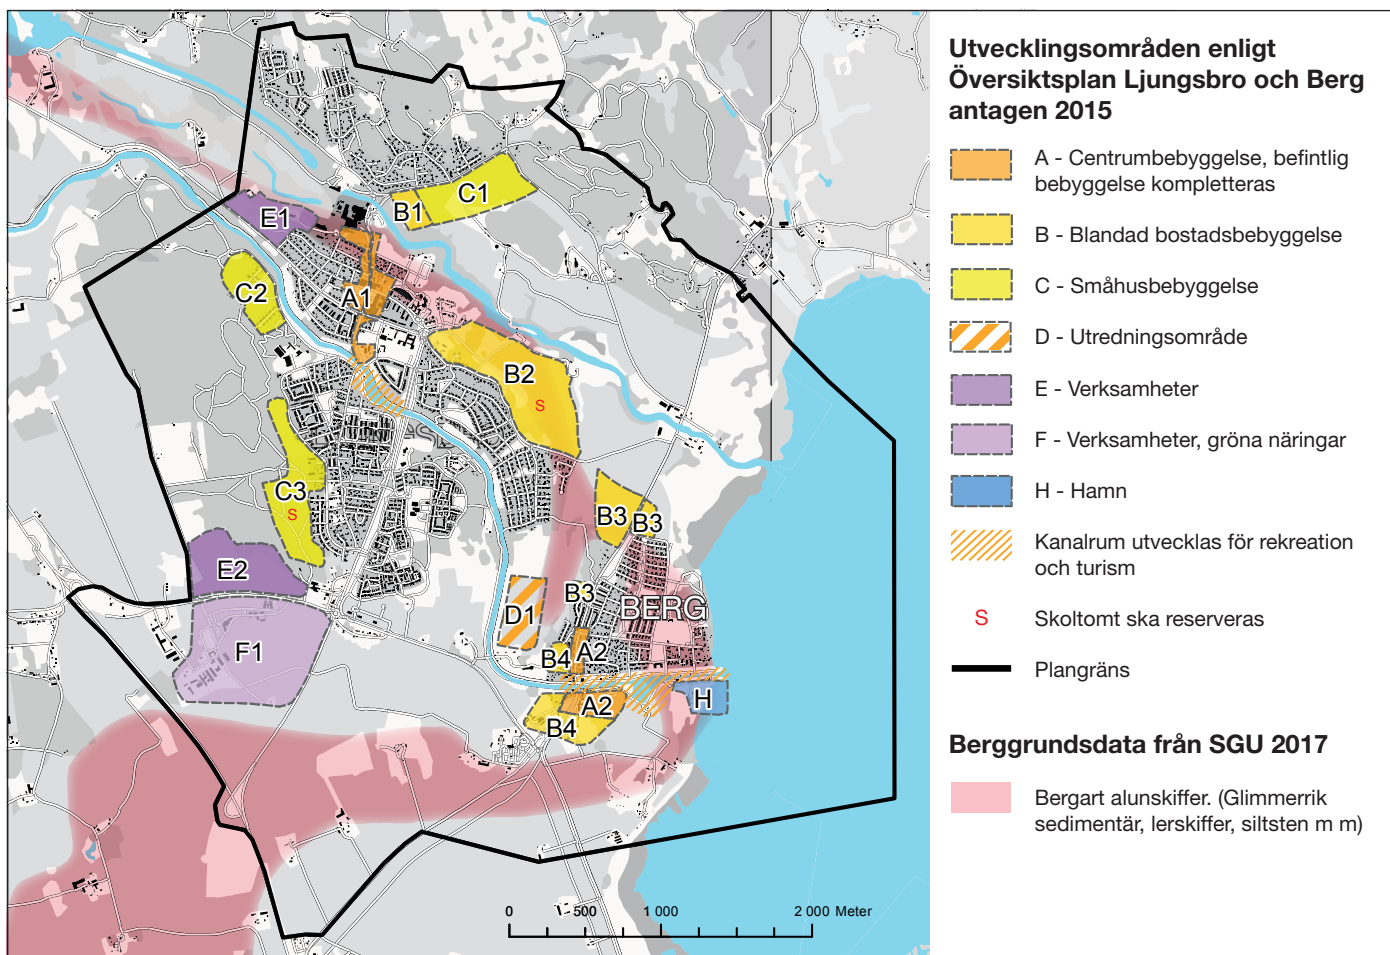 Utvecklingsområden enligt
Översiktsplan Ljungsbro och Berg
antagen 2015
A - Centrumbebyggelse, befintlig
bebyggelse kompletteras
B - Blandad bostadsbebyggelse
C - Småhusbebyggelse
D - Utredningsområde
E - Verksamheter
F - Verksamheter, gröna näringar
H - Hamn
Kanalrum utvecklas för rekreation
och turism
S Skoltomt ska reserveras
Plangräns
Berggrundsdata från SGU 2017
Bergart alunskiffer. (Glimmerrik
sedimentär, lerskiffer, siltsten m m)
C1
B1
E1
C2
A1
B2
S
C3
S
B3 B3
E2
B3
D1
BERG
F1
B4 A2
H
A2
B4
0 500 1 000 2 000 Meter